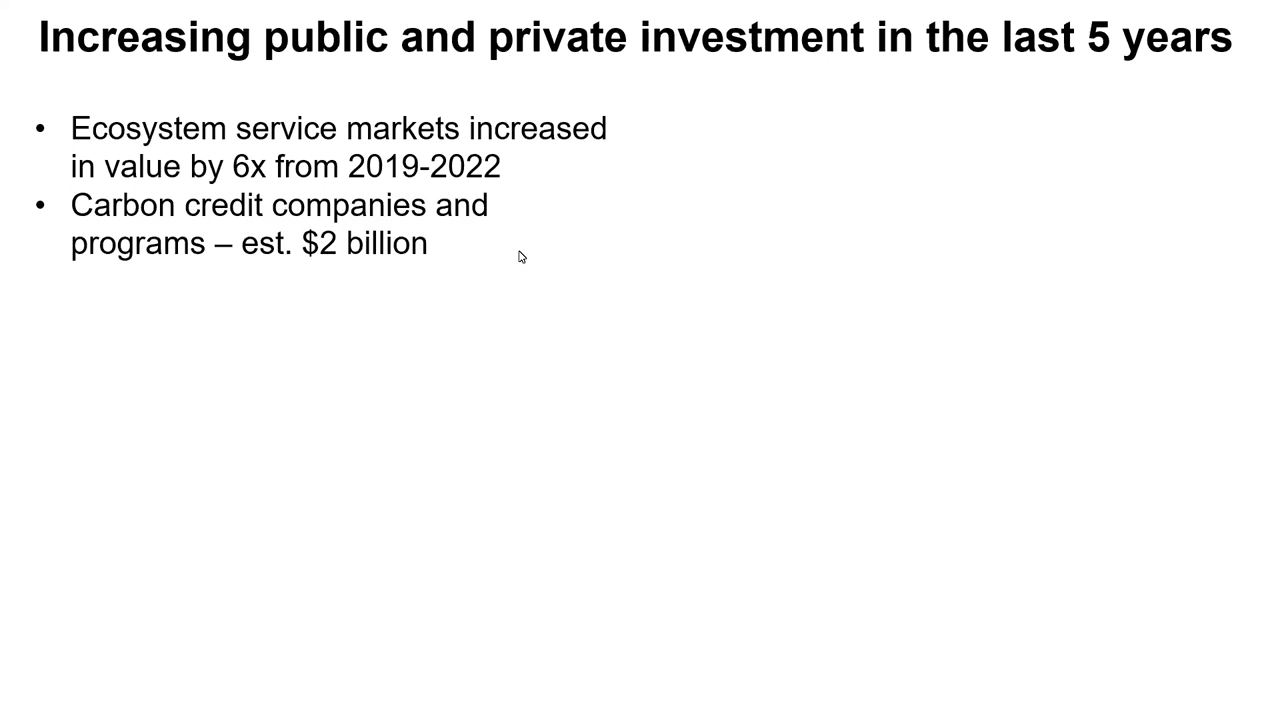 Increasing public and private investment in the last 5 years
• Ecosystem service markets increased
in value by 6x from 2019-2022
• Carbon credit companies and
programs – est. $2 billion